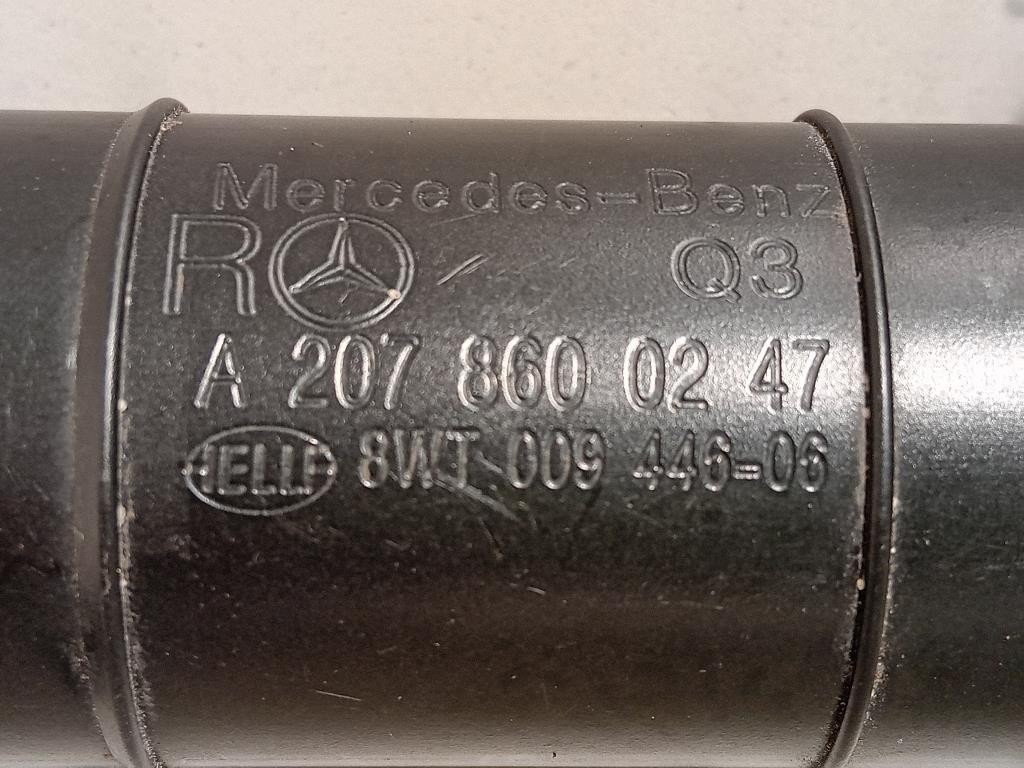 Mercedes-Benz
R Q3
A 207 860 02 47
HELLA 8WT 009 446-06